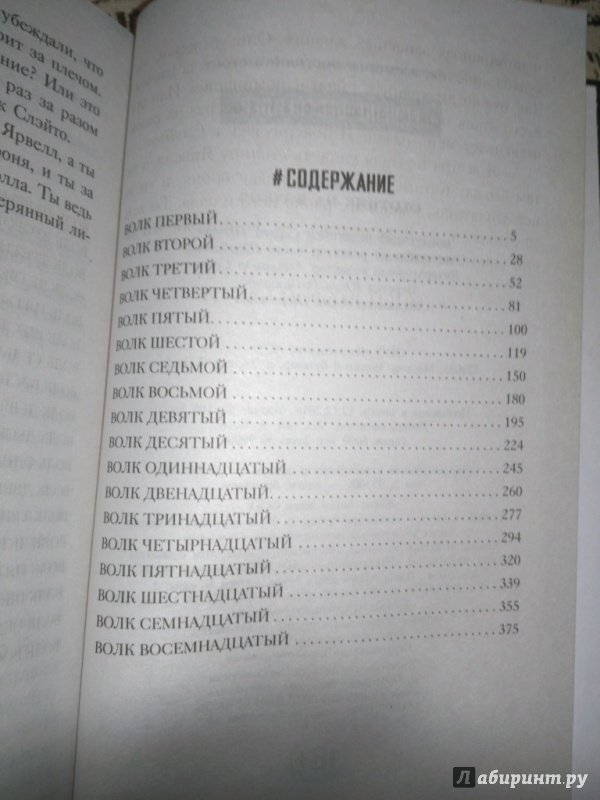 убеждали, что
рит за плечом.
ние? Или это
раз за разом
к Слэйто.
Ярвелл, а ты
роня, и ты за
лла. Ты ведь
ерянный ли-
#СОДЕРЖАНИЕ
ВОЛК ПЕРВЫЙ. 5
ВОЛК ВТОРОЙ 28
ВОЛК ТРЕТИЙ 52
ВОЛК ЧЕТВЕРТЫЙ 81
ВОЛК ПЯТЫЙ. 100
ВОЛК ШЕСТОЙ 119
ВОЛК СЕДЬМОЙ 150
ВОЛК ВОСЬМОЙ 180
ВОЛК ДЕВЯТЫЙ 195
ВОЛК ДЕСЯТЫЙ 224
ВОЛК ОДИННАДЦАТЫЙ 245
ВОЛК ДВЕНАДЦАТЫЙ. 260
ВОЛК ТРИНАДЦАТЫЙ 277
ВОЛК ЧЕТЫРНАДЦАТЫЙ 294
ВОЛК ПЯТНАДЦАТЫЙ 320
ВОЛК ШЕСТНАДЦАТЫЙ 339
ВОЛК СЕМНАДЦАТЫЙ 355
ВОЛК ВОСЕМНАДЦАТЫЙ 375
Лабиринт.ру